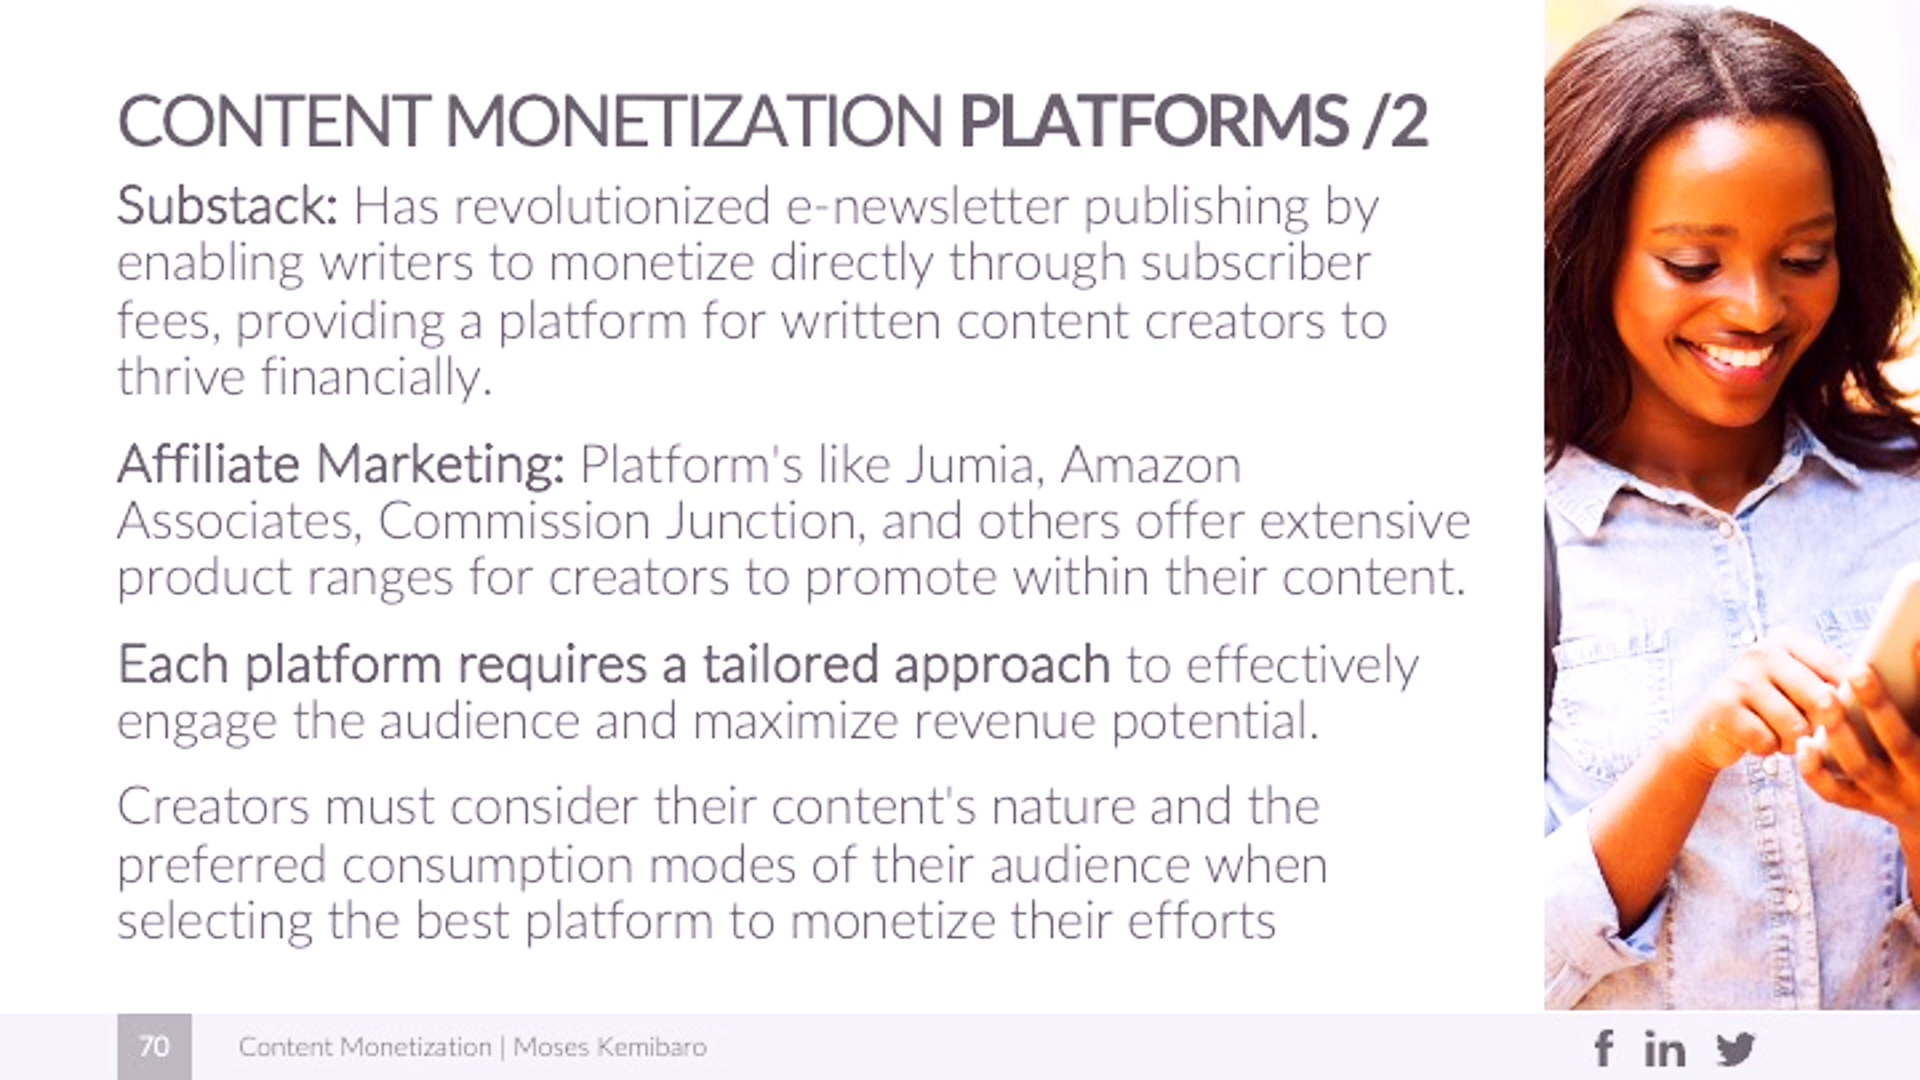 CONTENT MONETIZATION PLATFORMS /2
Substack: Has revolutionized e-newsletter publishing by
enabling writers to monetize directly through subscriber
fees, providing a platform for written content creators to
thrive financially.
Affiliate Marketing: Platform's like Jumia, Amazon
Associates, Commission Junction, and others offer extensive
product ranges for creators to promote within their content.
Each platform requires a tailored approach to effectively
engage the audience and maximize revenue potential.
Creators must consider their content's nature and the
preferred consumption modes of their audience when
selecting the best platform to monetize their efforts
70
Content Monetization | Moses Kemibaro